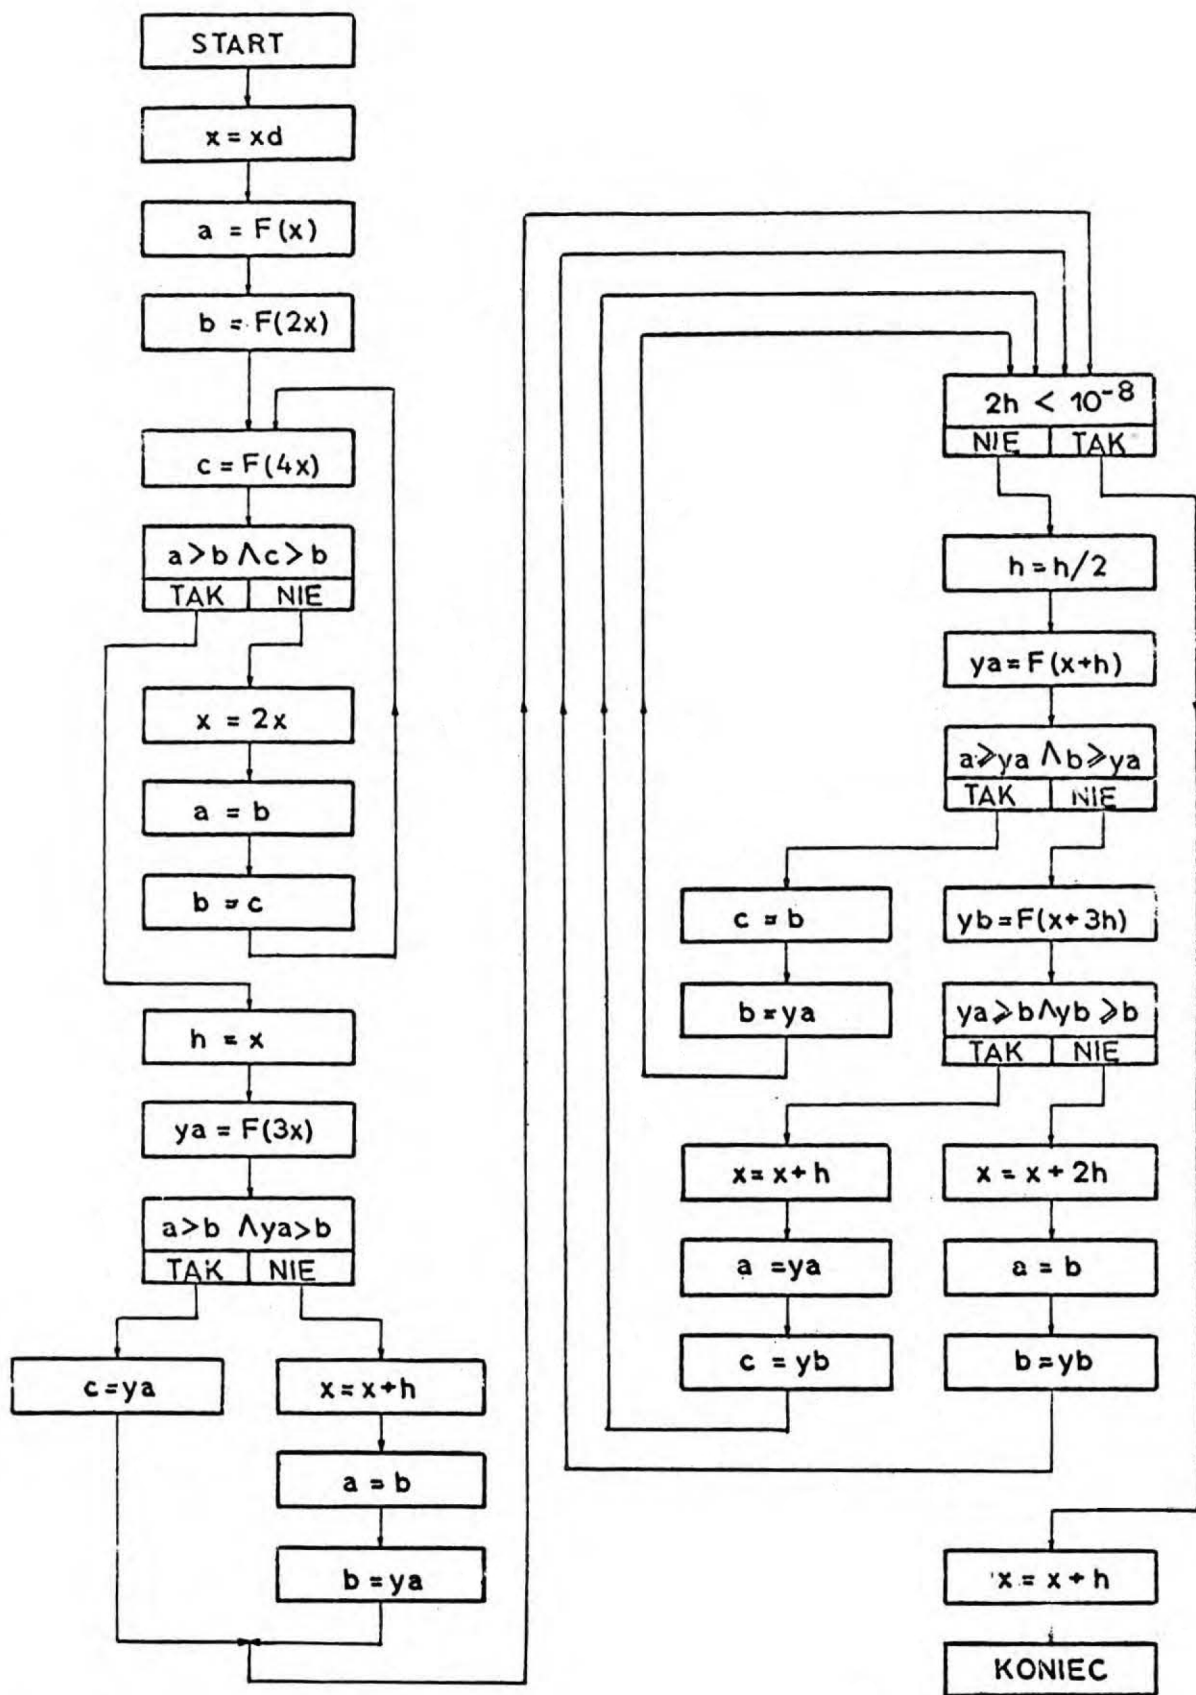 START
x = xd
a = F(x)
b = F(2x)
c = F(4x)
a > b ∧ c > b
TAK NIE
x = 2x
a = b
b = c
h = x
ya = F(3x)
a > b ∧ ya > b
TAK NIE
c = ya
x = x + h
a = b
b = ya
2h < 10⁻⁸
NIE TAK
h = h/2
ya = F(x+h)
a ⩾ ya ∧ b ⩾ ya
TAK NIE
c = b
b = ya
yb = F(x+3h)
ya ⩾ b ∧ yb ⩾ b
TAK NIE
x = x + h
a = ya
c = yb
x = x + 2h
a = b
b = yb
x = x + h
KONIEC